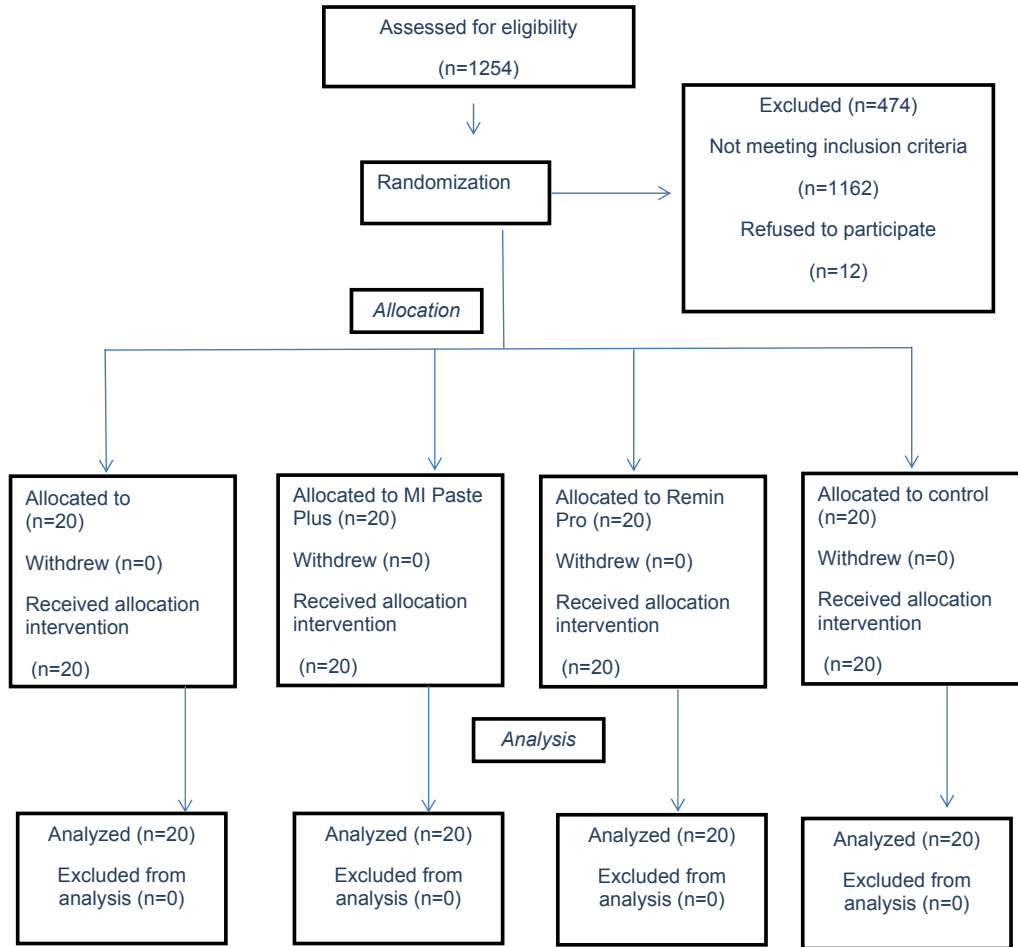 Assessed for eligibility
(n=1254)
Excluded (n=474)
Not meeting inclusion criteria
(n=1162)
Refused to participate
(n=12)
Randomization
Allocation
Allocated to
(n=20)
Withdrew (n=0)
Received allocation
intervention
(n=20)
Allocated to MI Paste
Plus (n=20)
Withdrew (n=0)
Received allocation
intervention
(n=20)
Allocated to Remin
Pro (n=20)
Withdrew (n=0)
Received allocation
intervention
(n=20)
Allocated to control
(n=20)
Withdrew (n=0)
Received allocation
intervention
(n=20)
Analysis
Analyzed (n=20)
Excluded from
analysis (n=0)
Analyzed (n=20)
Excluded from
analysis (n=0)
Analyzed (n=20)
Excluded from
analysis (n=0)
Analyzed (n=20)
Excluded from
analysis (n=0)